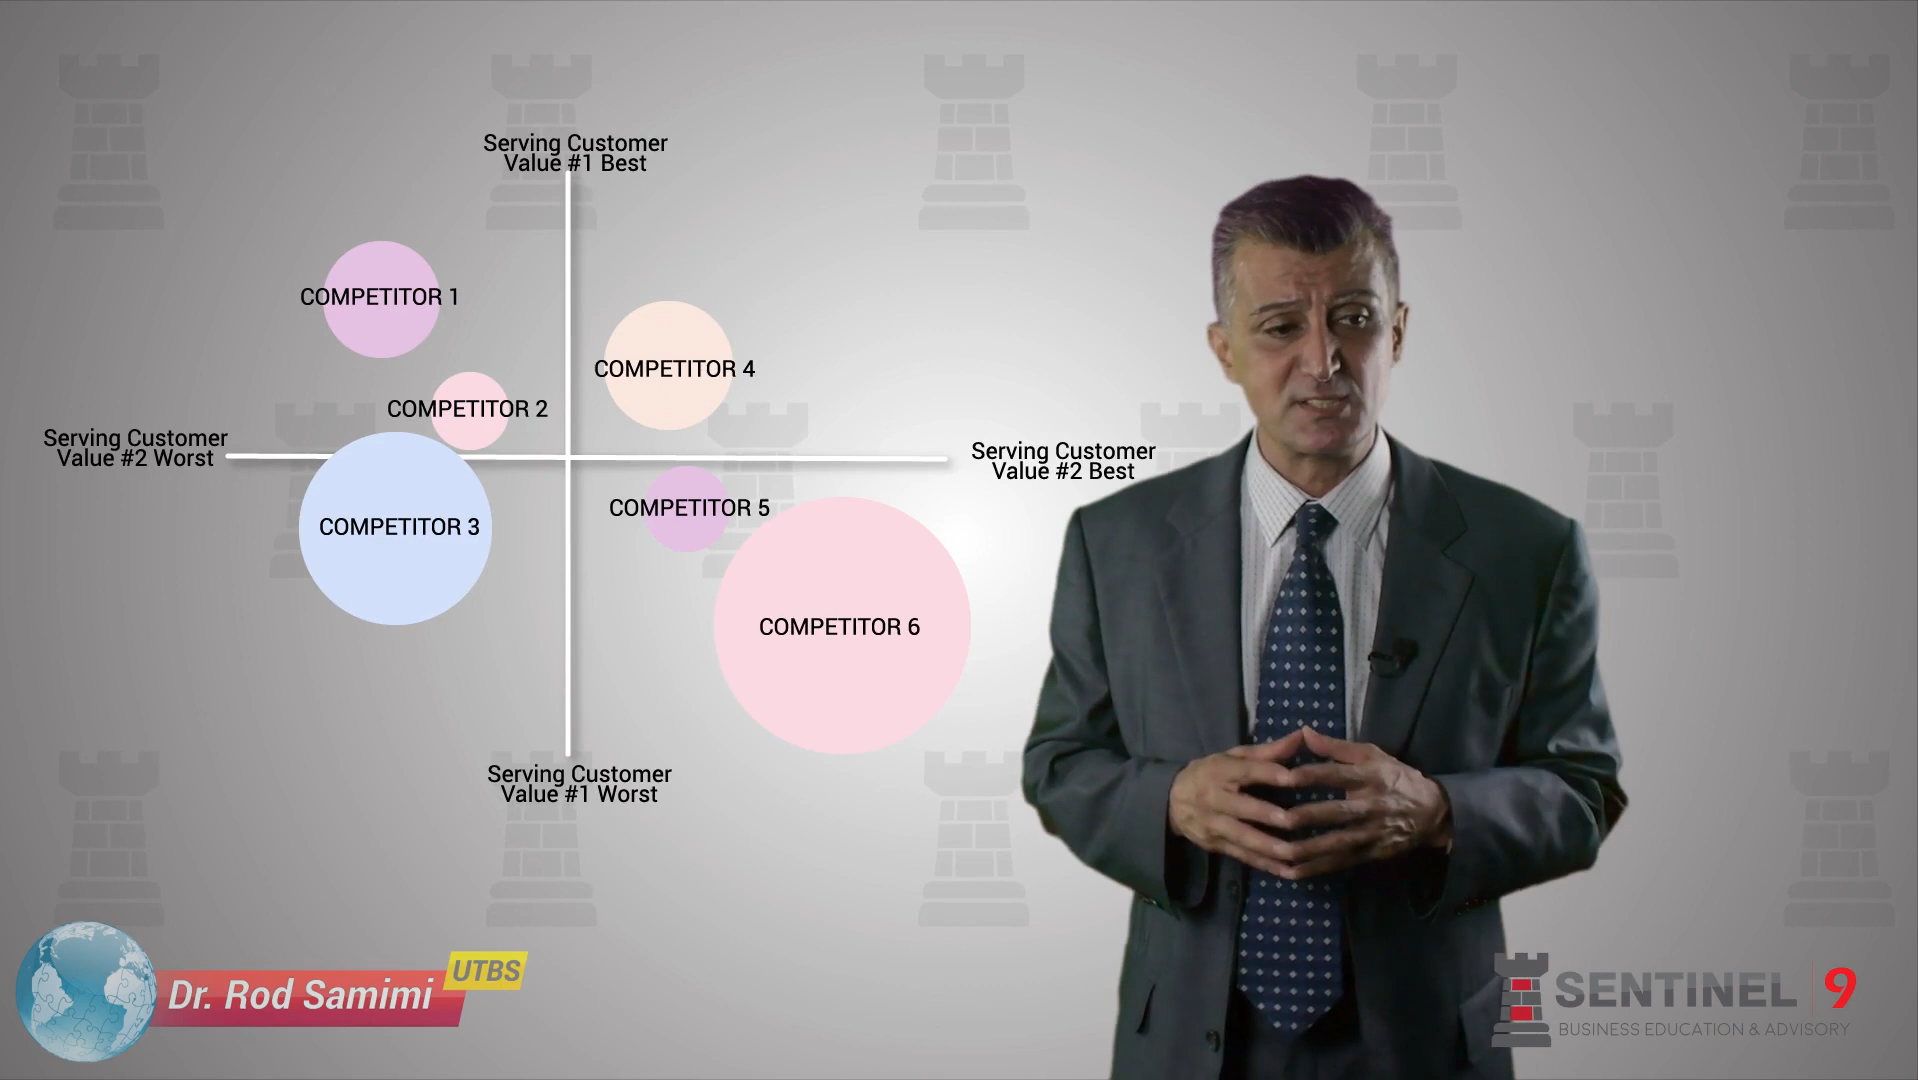 Serving Customer
Value #1 Best
COMPETITOR 1
COMPETITOR 4
COMPETITOR 2
Serving Customer
Value #2 Worst
Serving Customer
Value #2 Best
COMPETITOR 5
COMPETITOR 3
COMPETITOR 6
Serving Customer
Value #1 Worst
Dr. Rod Samimi
UTBS
SENTINEL 9
BUSINESS EDUCATION & ADVISORY